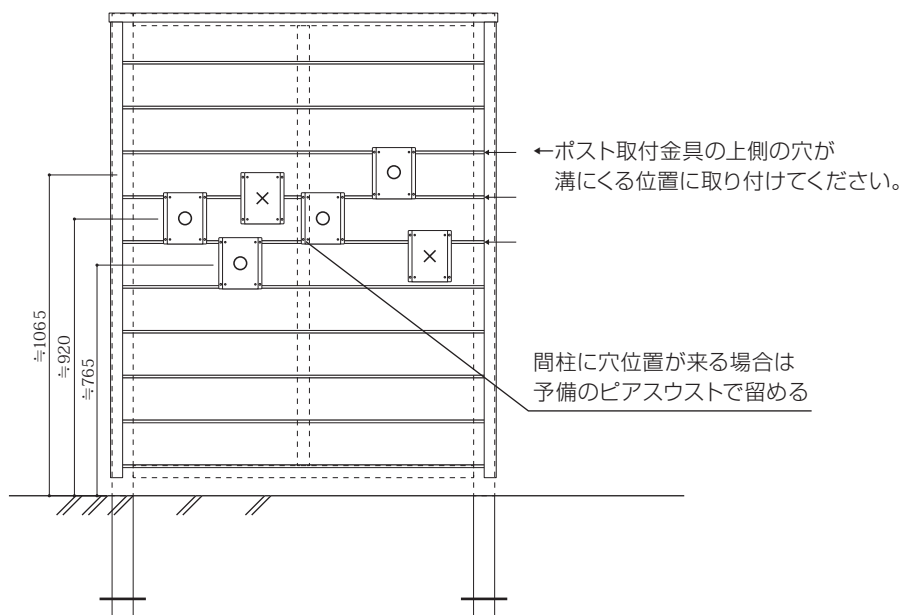 ←ポスト取付金具の上側の穴が
溝にくる位置に取り付けてください。
≒1065
≒920
≒765
間柱に穴位置が来る場合は
予備のピアスウストで留める